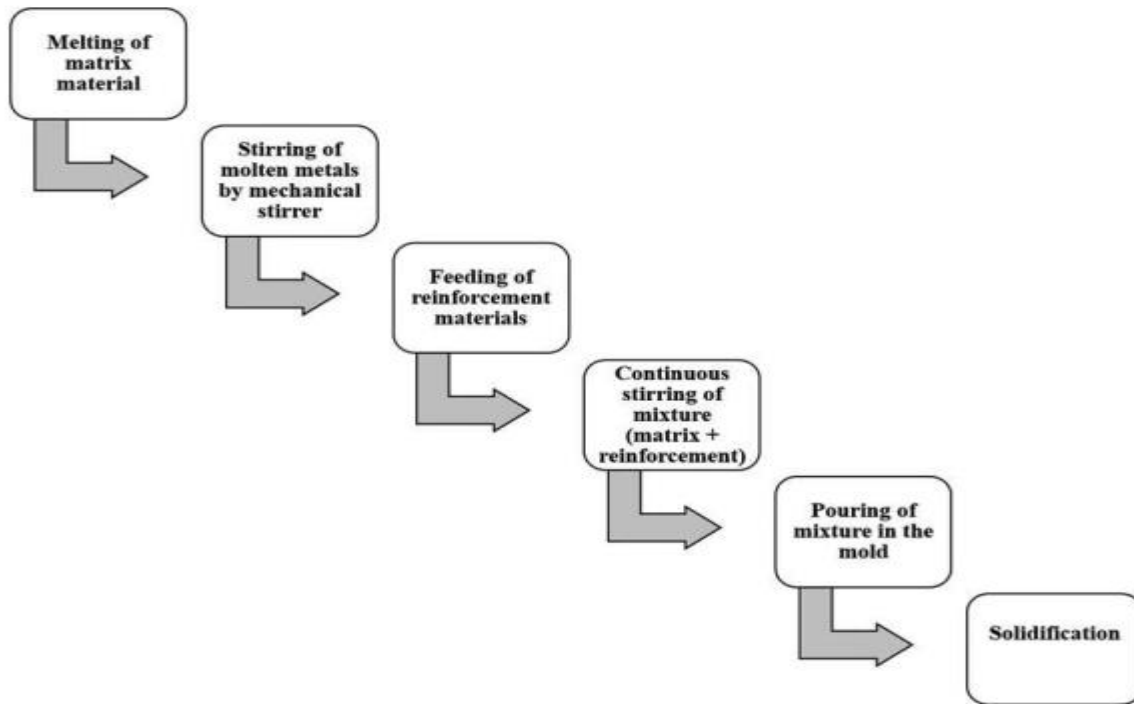 Melting of
matrix
material
Stirring of
molten metals
by mechanical
stirrer
Feeding of
reinforcement
materials
Continuous
stirring of
mixture
(matrix +
reinforcement)
Pouring of
mixture in the
mold
Solidification